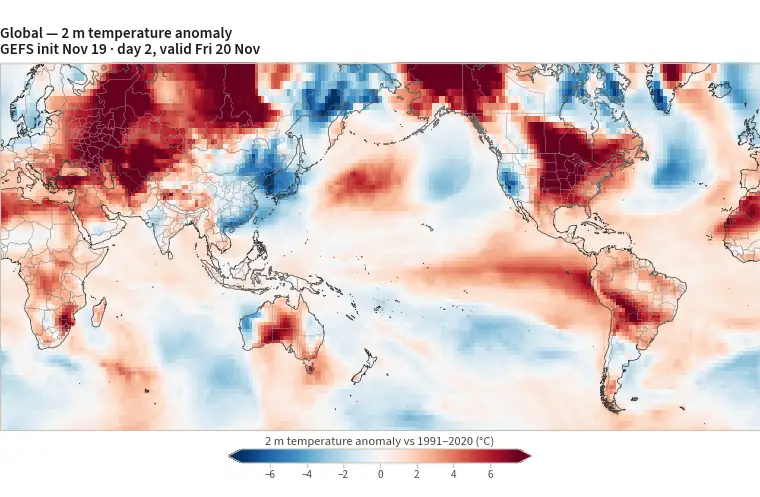 Global — 2 m temperature anomaly
GEFS init Nov 19 · day 2, valid Fri 20 Nov
2 m temperature anomaly vs 1991–2020 (°C)
−6 −4 −2 0 2 4 6